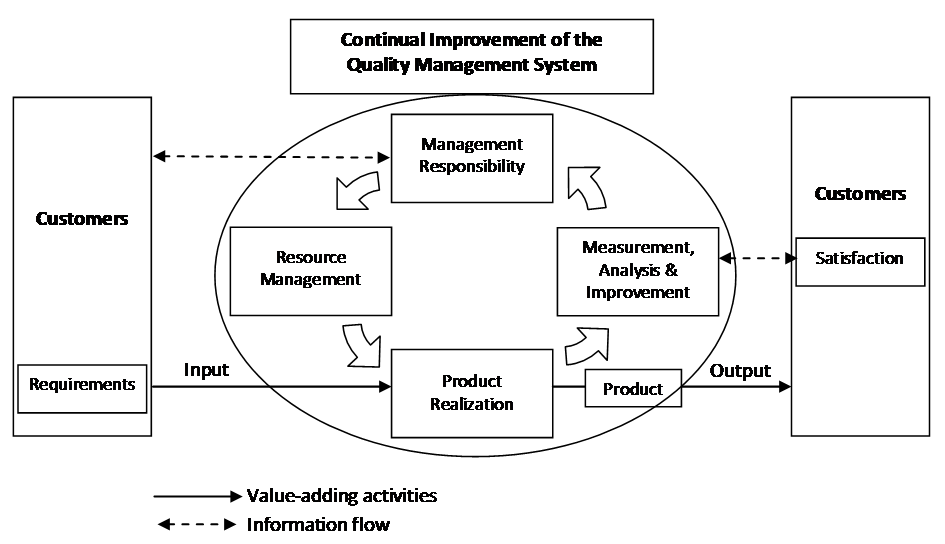 Continual Improvement of the
Quality Management System
Customers
Requirements
Input
Management
Responsibility
Resource
Management
Measurement,
Analysis &
Improvement
Product
Realization
Product
Output
Customers
Satisfaction
Value-adding activities
Information flow